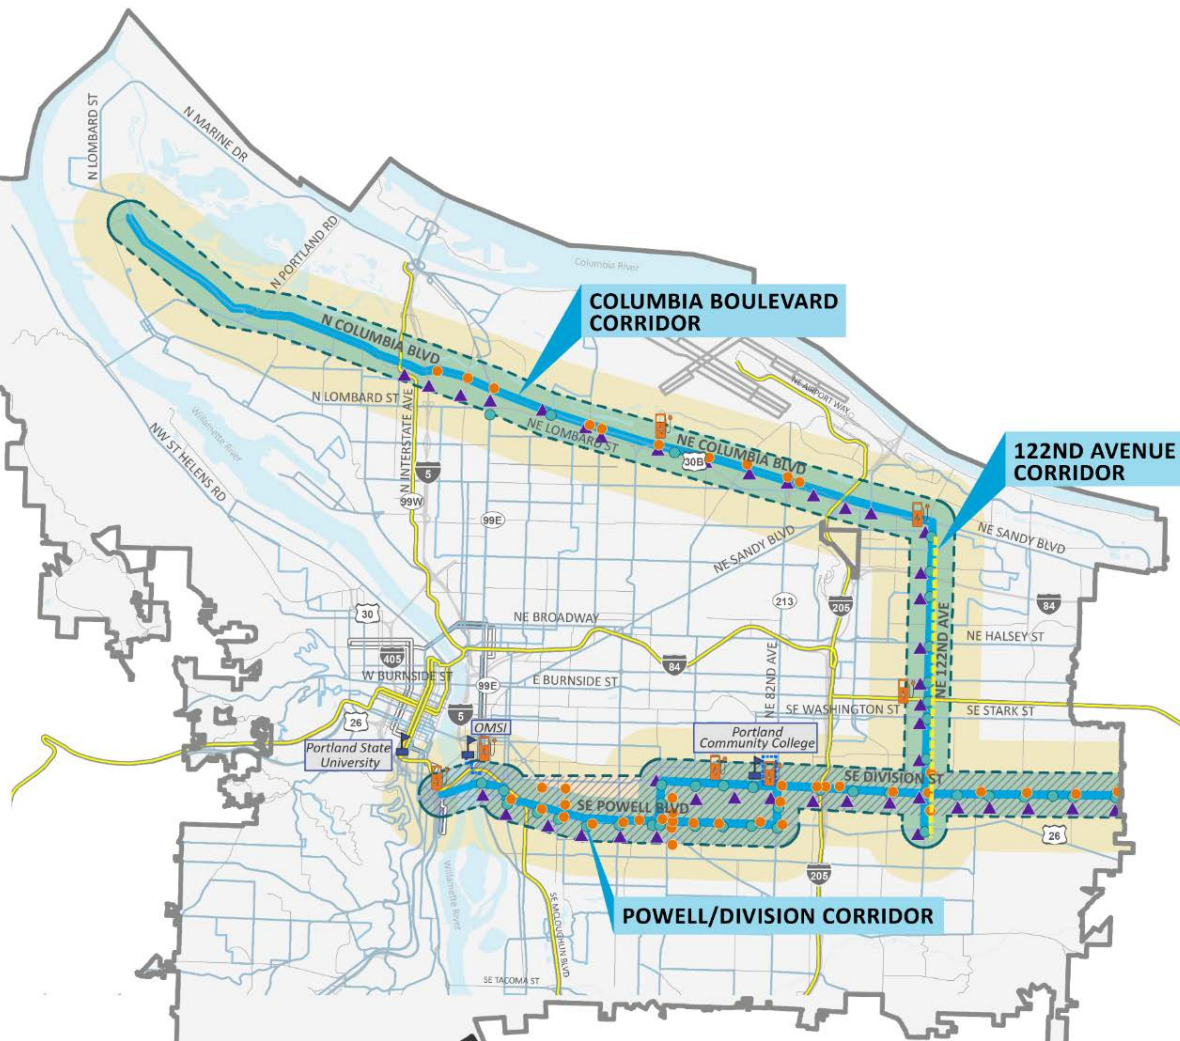 N LOMBARD ST
N MARINE DR
N PORTLAND RD
Columbia River
COLUMBIA BOULEVARD
CORRIDOR
N COLUMBIA BLVD
NE AIRPORT WAY
N LOMBARD ST
NE LOMBARD ST
NE COLUMBIA BLVD
30B
122ND AVENUE
CORRIDOR
Willamette River
NW ST HELENS RD
N INTERSTATE AVE
5
99W
99E
NE SANDY BLVD
NE SANDY BLVD
213
205
84
30
NE BROADWAY
NE HALSEY ST
405
84
W BURNSIDE ST
99E
E BURNSIDE ST
NE 82ND AVE
NE 122ND AVE
26
5
SE WASHINGTON ST
SE STARK ST
OMSI
Portland State
University
Portland
Community College
SE DIVISION ST
SE POWELL BLVD
26
205
Willamette River
SE MCLOUGHLIN BLVD
POWELL/DIVISION CORRIDOR
SE TACOMA ST